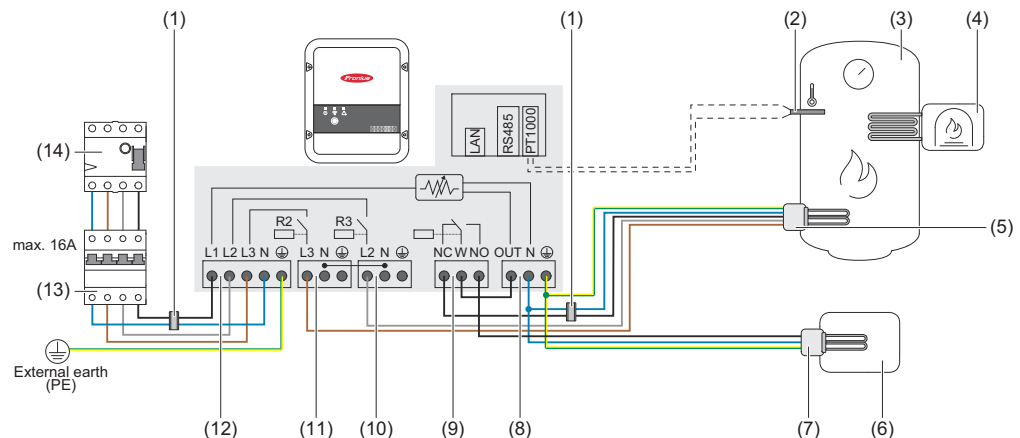 (1)
(1)
(2)
(3)
(4)
Fronius
LAN
RS485
PT1000
(14)
max. 16A
R2
R3
L1 L2 L3 N
L3 N
L2 N
NC W NO
OUT N
(5)
(13)
External earth
(PE)
(12)
(11)
(10)
(9)
(8)
(7)
(6)